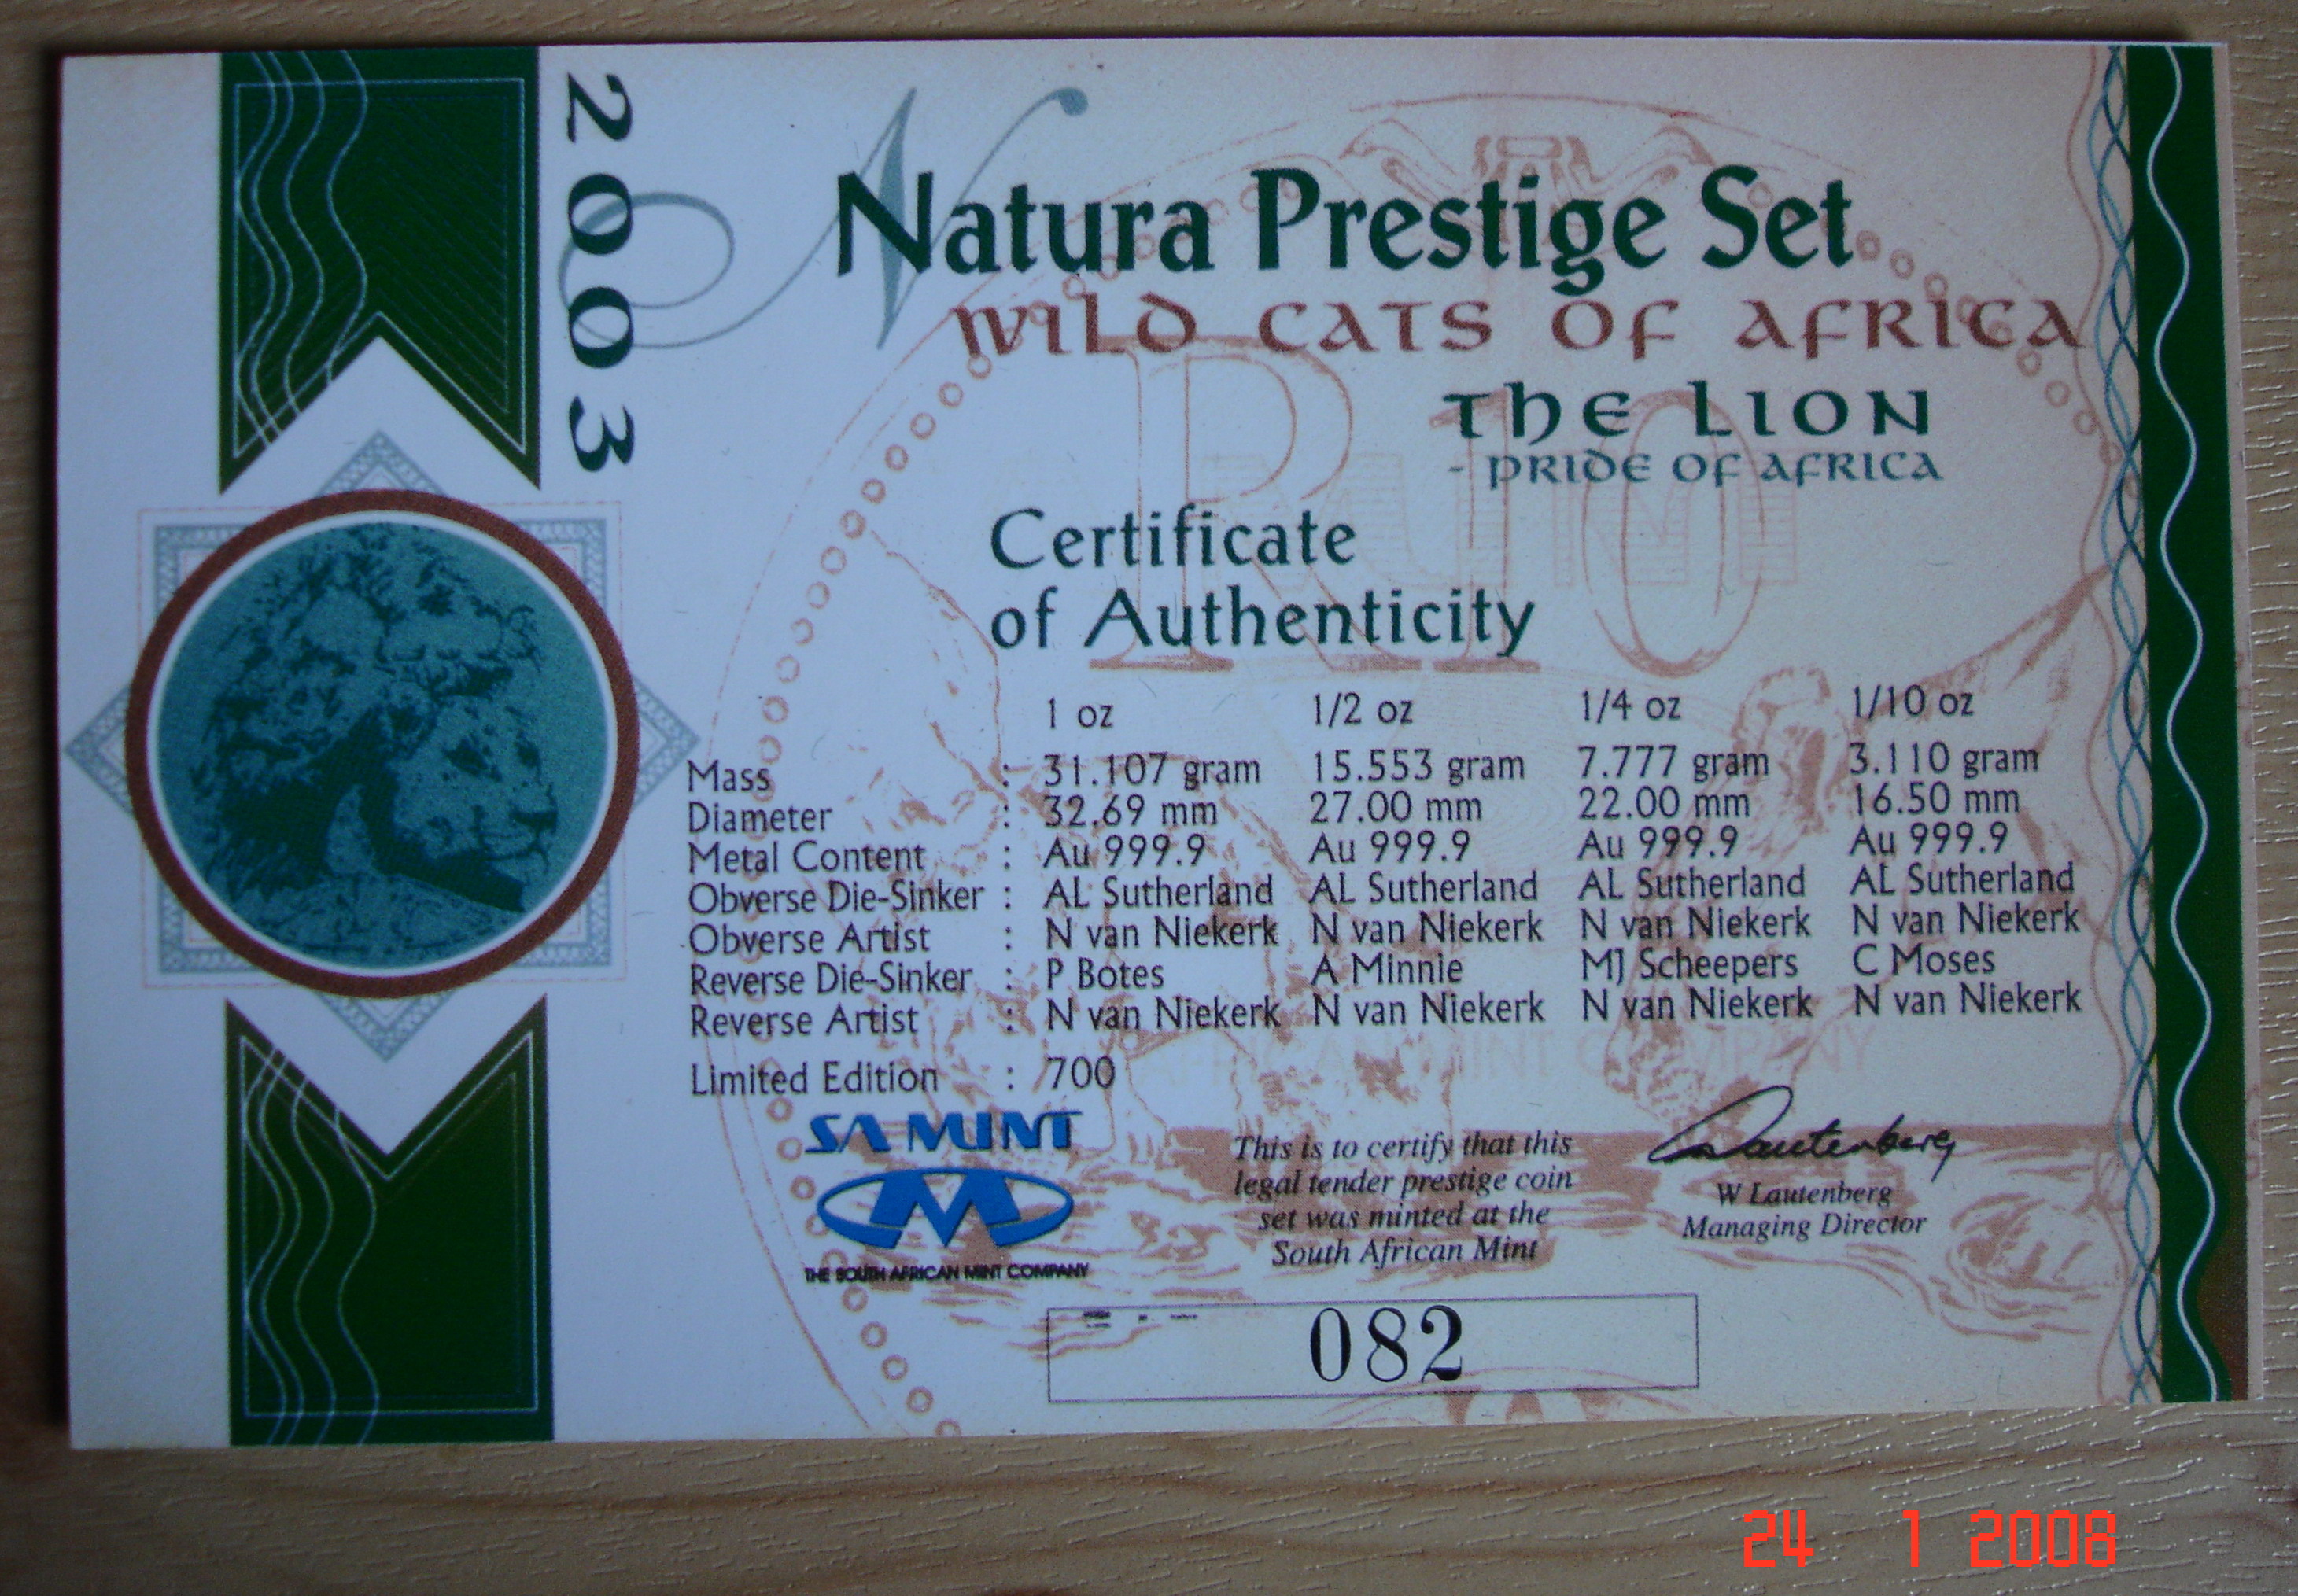 2003
Natura Prestige Set
WILD CATS OF AFRICA
THE LION
- PRIDE OF AFRICA
Certificate
of Authenticity
1 oz 1/2 oz 1/4 oz 1/10 oz
Mass : 31.107 gram 15.553 gram 7.777 gram 3.110 gram
Diameter : 32.69 mm 27.00 mm 22.00 mm 16.50 mm
Metal Content : Au 999.9 Au 999.9 Au 999.9 Au 999.9
Obverse Die-Sinker : AL Sutherland AL Sutherland AL Sutherland AL Sutherland
Obverse Artist : N van Niekerk N van Niekerk N van Niekerk N van Niekerk
Reverse Die-Sinker : P Botes A Minnie MJ Scheepers C Moses
Reverse Artist : N van Niekerk N van Niekerk N van Niekerk N van Niekerk
Limited Edition : 700
SA MINT
THE SOUTH AFRICAN MINT COMPANY
This is to certify that this
legal tender prestige coin
set was minted at the
South African Mint
Lautenberg
W Lautenberg
Managing Director
082
R10
24 1 2008